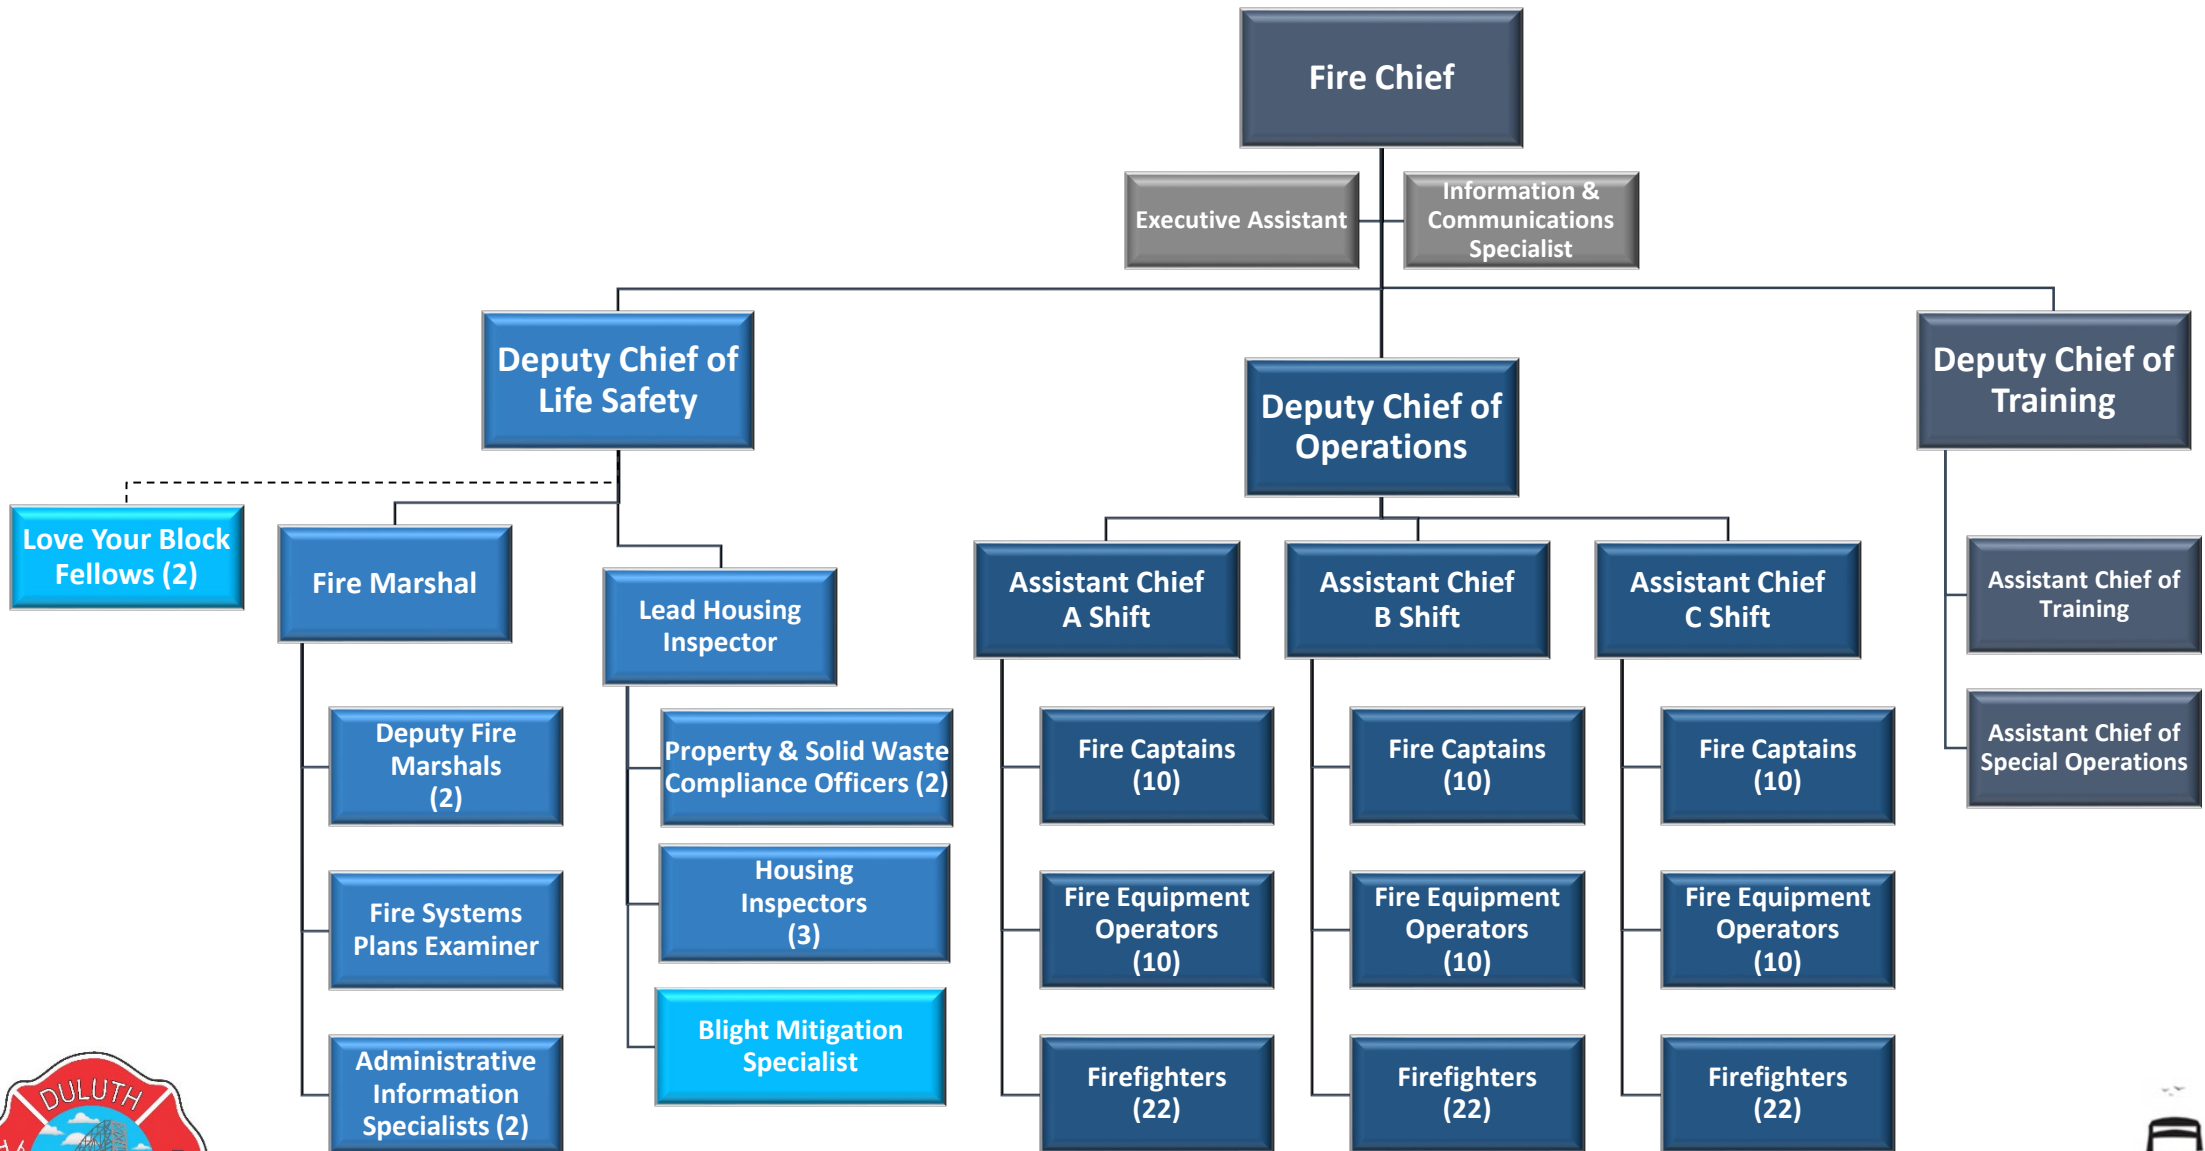 Fire Chief
Executive Assistant
Information &
Communications
Specialist
Deputy Chief of
Life Safety
Deputy Chief of
Operations
Deputy Chief of
Training
Love Your Block
Fellows (2)
Fire Marshal
Lead Housing
Inspector
Assistant Chief
A Shift
Assistant Chief
B Shift
Assistant Chief
C Shift
Assistant Chief of
Training
Assistant Chief of
Special Operations
Deputy Fire
Marshals
(2)
Fire Systems
Plans Examiner
Administrative
Information
Specialists (2)
Property & Solid Waste
Compliance Officers (2)
Housing
Inspectors
(3)
Blight Mitigation
Specialist
Fire Captains
(10)
Fire Equipment
Operators
(10)
Firefighters
(22)
Fire Captains
(10)
Fire Equipment
Operators
(10)
Firefighters
(22)
Fire Captains
(10)
Fire Equipment
Operators
(10)
Firefighters
(22)
DULUTH